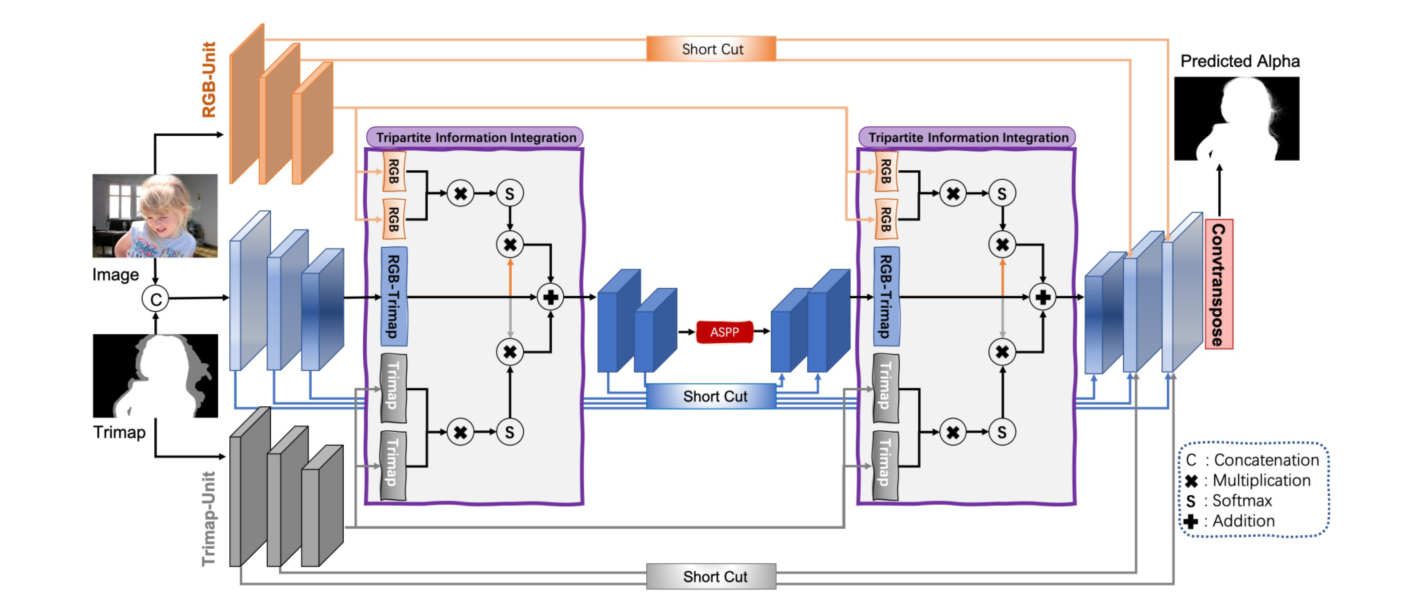 Short Cut
RGB-Unit
Predicted Alpha
Tripartite Information Integration
Tripartite Information Integration
RGB
RGB
RGB
RGB
S
S
Image
C
RGB-Trimap
RGB-Trimap
Convtranspose
ASPP
Trimap
Trimap
Trimap
Short Cut
Trimap
Trimap
S
S
Trimap-Unit
C : Concatenation
: Multiplication
S : Softmax
: Addition
Short Cut